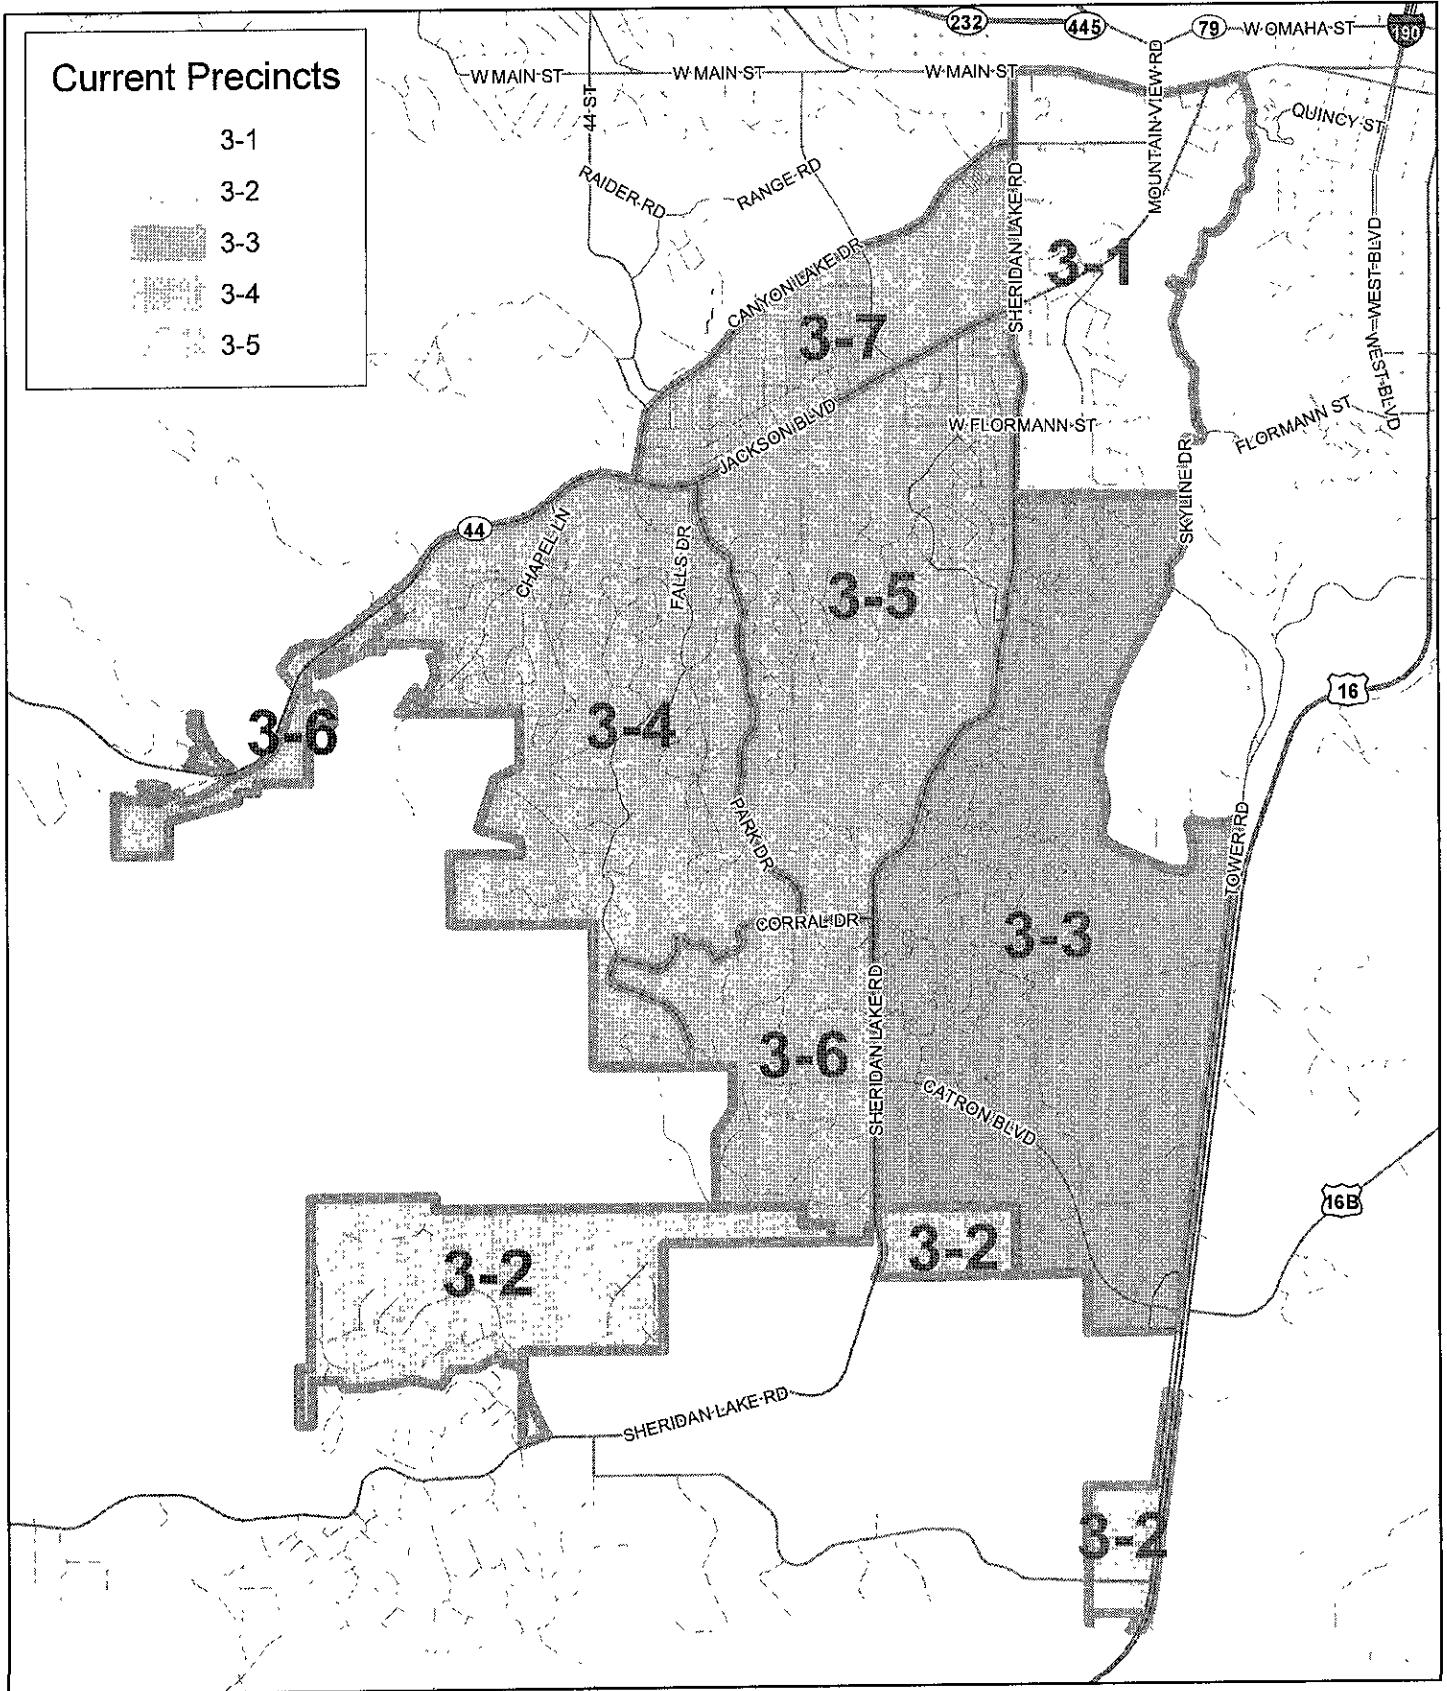 Current Precincts
3-1
3-2
3-3
3-4
3-5
232
445
79
W OMAHA ST
190
W MAIN ST
W MAIN ST
W MAIN ST
44 ST
MOUNTAIN VIEW RD
QUINCY ST
RAIDER RD
RANGE RD
SHERIDAN LAKE RD
WEST BLVD
3-1
CANYON LAKE DR
3-7
M WEST BLVD
JACKSON BLVD
W FLORMANN ST
FLORMANN ST
SKYLINE DR
44
CHAPEL LN
FALLS DR
3-5
16
3-6
3-4
PARK DR
TOWER RD
CORRAL DR
3-3
SHERIDAN LAKE RD
3-6
CATRON BLVD
16B
3-2
3-2
SHERIDAN LAKE RD
3-2